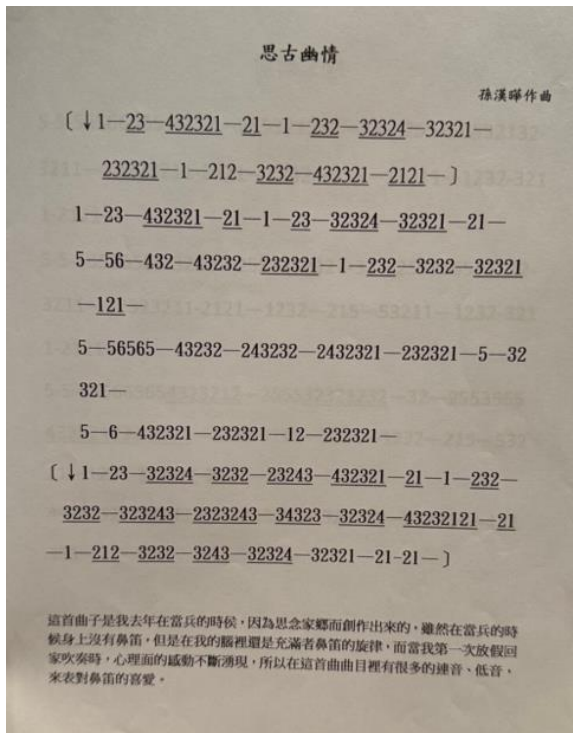 思古幽情
孫漢暉作曲
〔↓1—23—432321—21—1—232—32324—32321—
232321—1—212—3232—432321—2121—〕
1—23—432321—21—1—23—32324—32321—21—
5—56—432—43232—232321—1—232—3232—32321
—121—
5—56565—43232—243232—2432321—232321—5—32
321—
5—6—432321—232321—12—232321—
〔↓1—23—32324—3232—23243—432321—21—1—232—
3232—323243—2323243—34323—32324—43232121—21
—1—212—3232—3243—32324—32321—21-21—〕
這首曲子是我去年在當兵的時侯，因為思念家鄉而創作出來的，雖然在當兵的時
候身上沒有鼻笛，但是在我的腦裡還是充滿者鼻笛的旋律，而當我第一次放假回
家吹奏時，心理面的感動不斷湧現，所以在這首曲曲目裡有很多的連音、低音，
來表對鼻笛的喜愛。